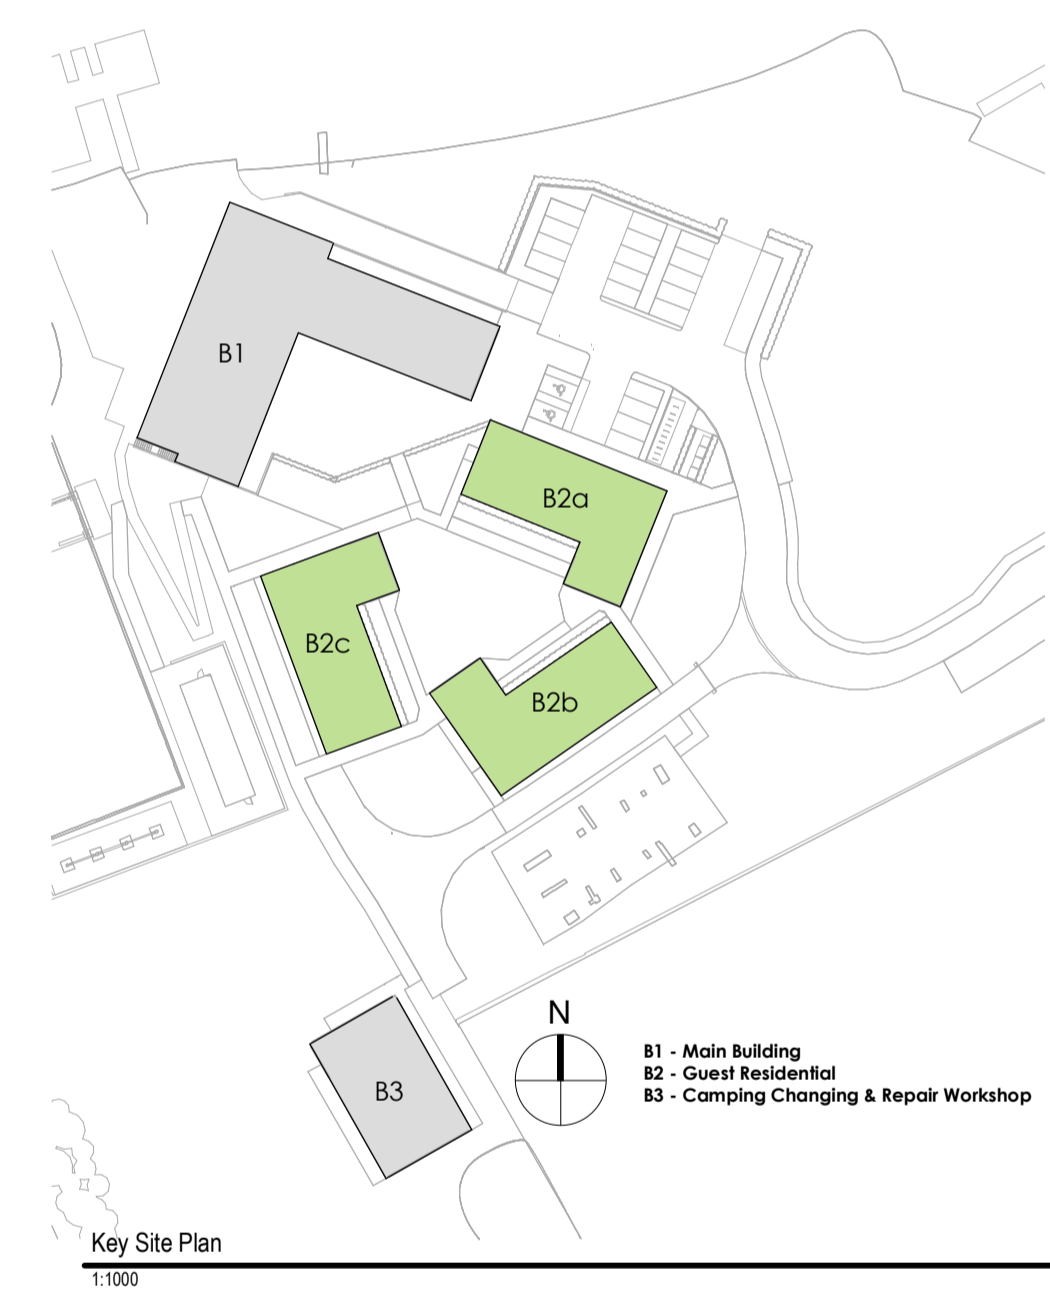 B1
B2a
B2c
B2b
N
B1 - Main Building
B2 - Guest Residential
B3 - Camping Changing & Repair Workshop
B3
Key Site Plan
1:1000